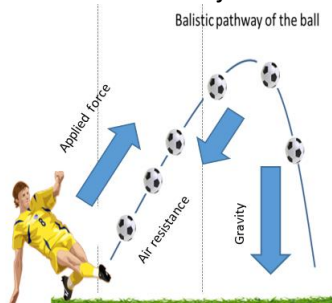 Balistic pathway of the ball
Applied force
Air resistance
Gravity